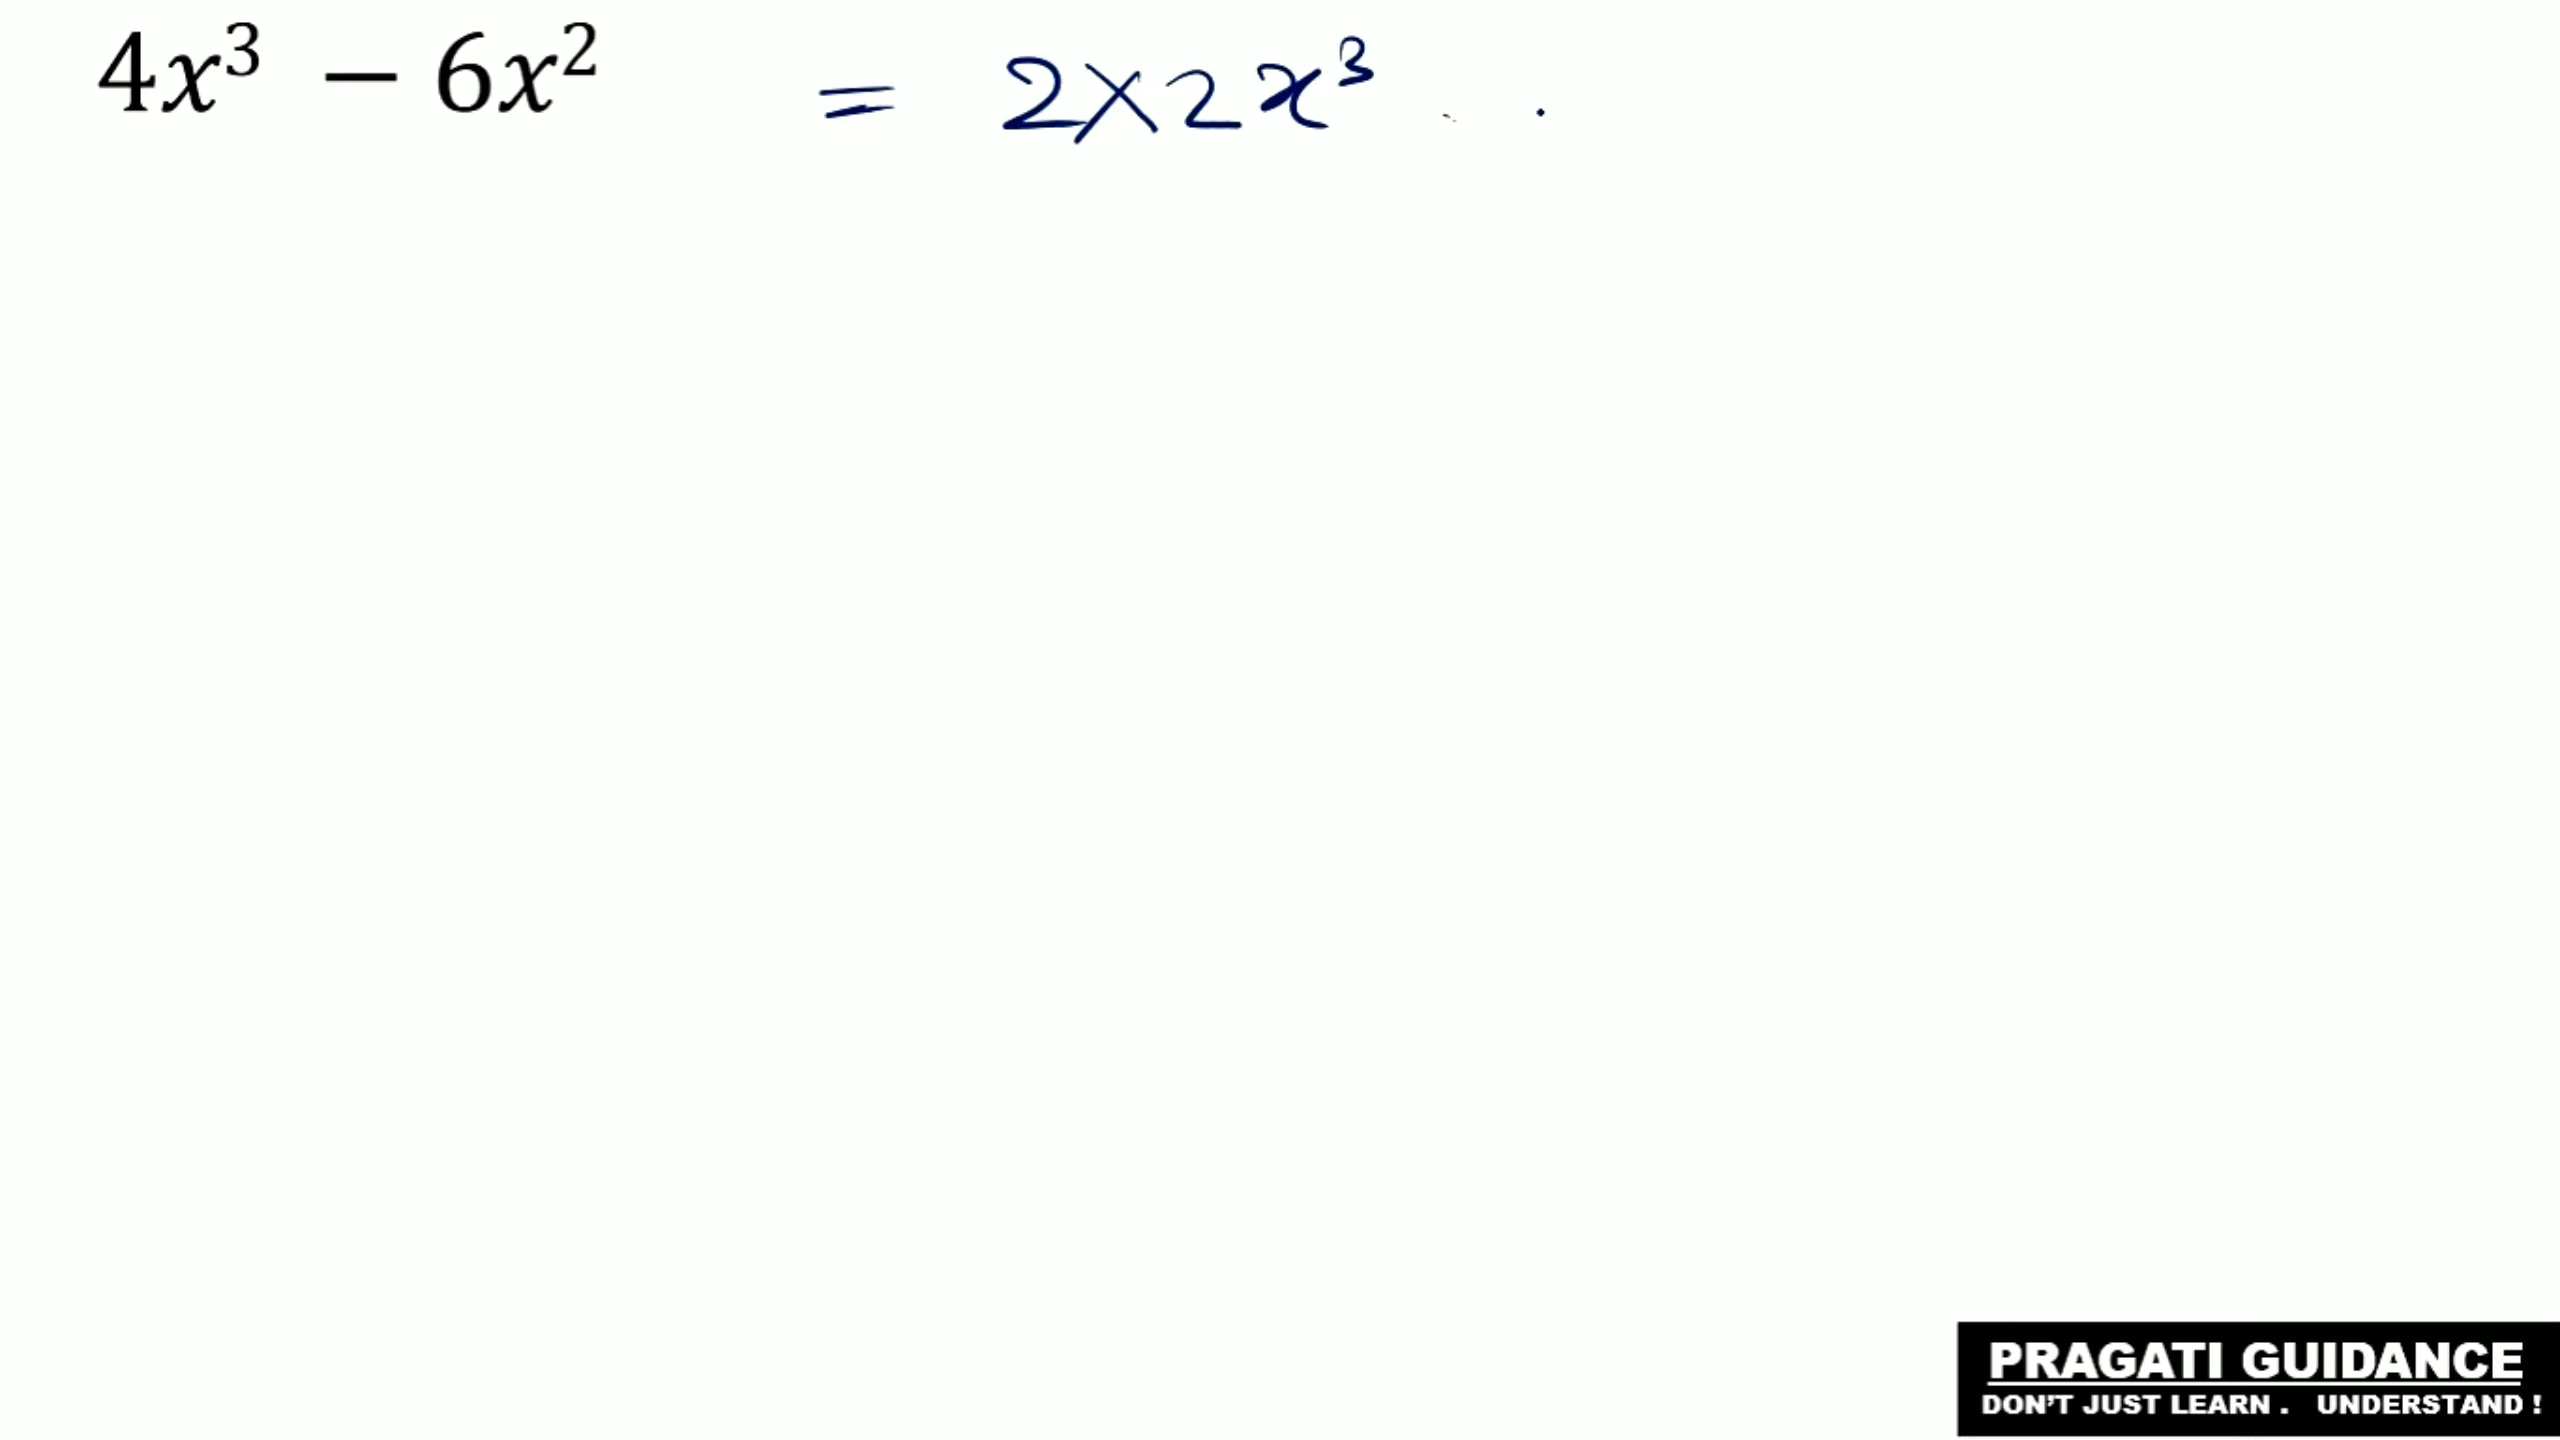 4x³ − 6x² = 2×2x³
PRAGATI GUIDANCE
DON'T JUST LEARN . UNDERSTAND !